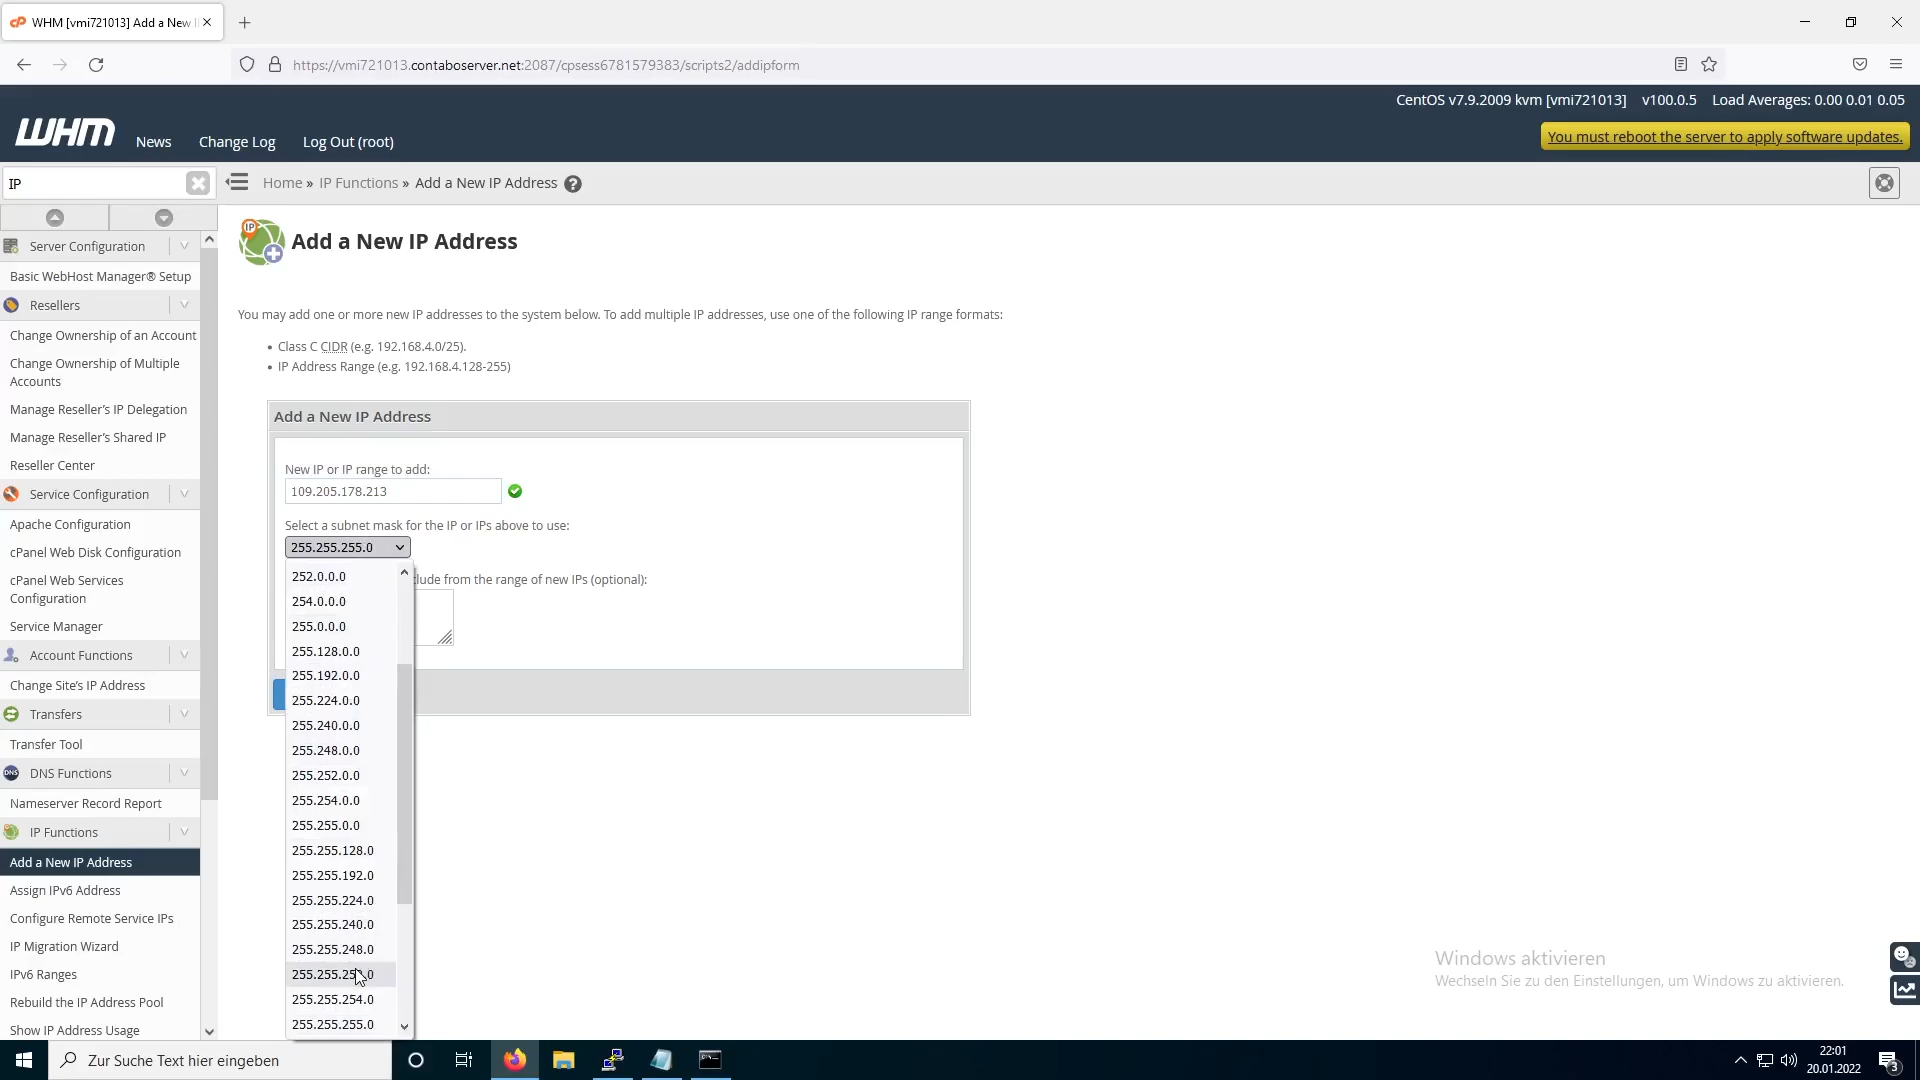 WHM [vmi721013] Add a New I
https://vmi721013.contaboserver.net:2087/cpsess6781579383/scripts2/addipform
CentOS v7.9.2009 kvm [vmi721013] v100.0.5 Load Averages: 0.00 0.01 0.05
WHM News Change Log Log Out (root)
You must reboot the server to apply software updates.
IP
Home » IP Functions » Add a New IP Address
Server Configuration
Basic WebHost Manager® Setup
Resellers
Change Ownership of an Account
Change Ownership of Multiple
Accounts
Manage Reseller's IP Delegation
Manage Reseller's Shared IP
Reseller Center
Service Configuration
Apache Configuration
cPanel Web Disk Configuration
cPanel Web Services
Configuration
Service Manager
Account Functions
Change Site's IP Address
Transfers
Transfer Tool
DNS
DNS Functions
Nameserver Record Report
IP Functions
Add a New IP Address
Assign IPv6 Address
Configure Remote Service IPs
IP Migration Wizard
IPv6 Ranges
Rebuild the IP Address Pool
Show IP Address Usage
IP
Add a New IP Address
You may add one or more new IP addresses to the system below. To add multiple IP addresses, use one of the following IP range formats:
• Class C CIDR (e.g. 192.168.4.0/25).
• IP Address Range (e.g. 192.168.4.128-255)
Add a New IP Address
New IP or IP range to add:
109.205.178.213
Select a subnet mask for the IP or IPs above to use:
255.255.255.0
clude from the range of new IPs (optional):
252.0.0.0
254.0.0.0
255.0.0.0
255.128.0.0
255.192.0.0
255.224.0.0
255.240.0.0
255.248.0.0
255.252.0.0
255.254.0.0
255.255.0.0
255.255.128.0
255.255.192.0
255.255.224.0
255.255.240.0
255.255.248.0
255.255.254.0
255.255.255.0
Windows aktivieren
Wechseln Sie zu den Einstellungen, um Windows zu aktivieren.
Zur Suche Text hier eingeben
22:01
20.01.2022
3